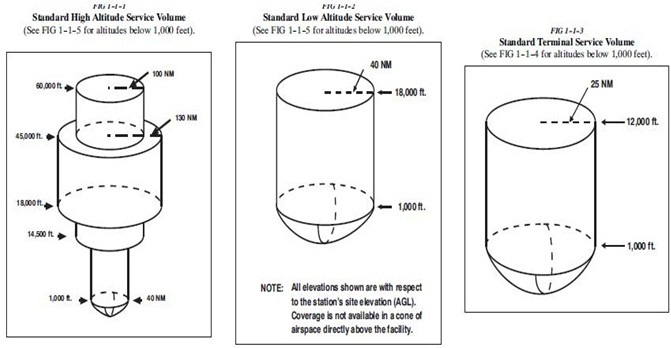 FIG 1-1-1
Standard High Altitude Service Volume
(See FIG 1-1-5 for altitudes below 1,000 feet).
100 NM
60,000 ft.
130 NM
45,000 ft.
18,000 ft.
14,500 ft.
1,000 ft.
40 NM
FIG 1-1-2
Standard Low Altitude Service Volume
(See FIG 1-1-5 for altitudes below 1,000 feet).
40 NM
18,000 ft.
1,000 ft.
NOTE: All elevations shown are with respect
to the station's site elevation (AGL).
Coverage is not available in a cone of
airspace directly above the facility.
FIG 1-1-3
Standard Terminal Service Volume
(See FIG 1-1-4 for altitudes below 1,000 feet).
25 NM
12,000 ft.
1,000 ft.